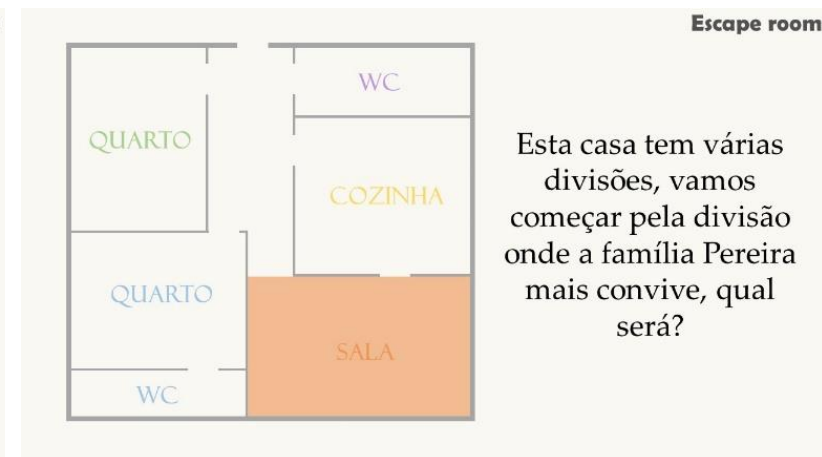 Escape room
WC
QUARTO
COZINHA
QUARTO
SALA
WC
Esta casa tem várias
divisões, vamos
começar pela divisão
onde a família Pereira
mais convive, qual
será?